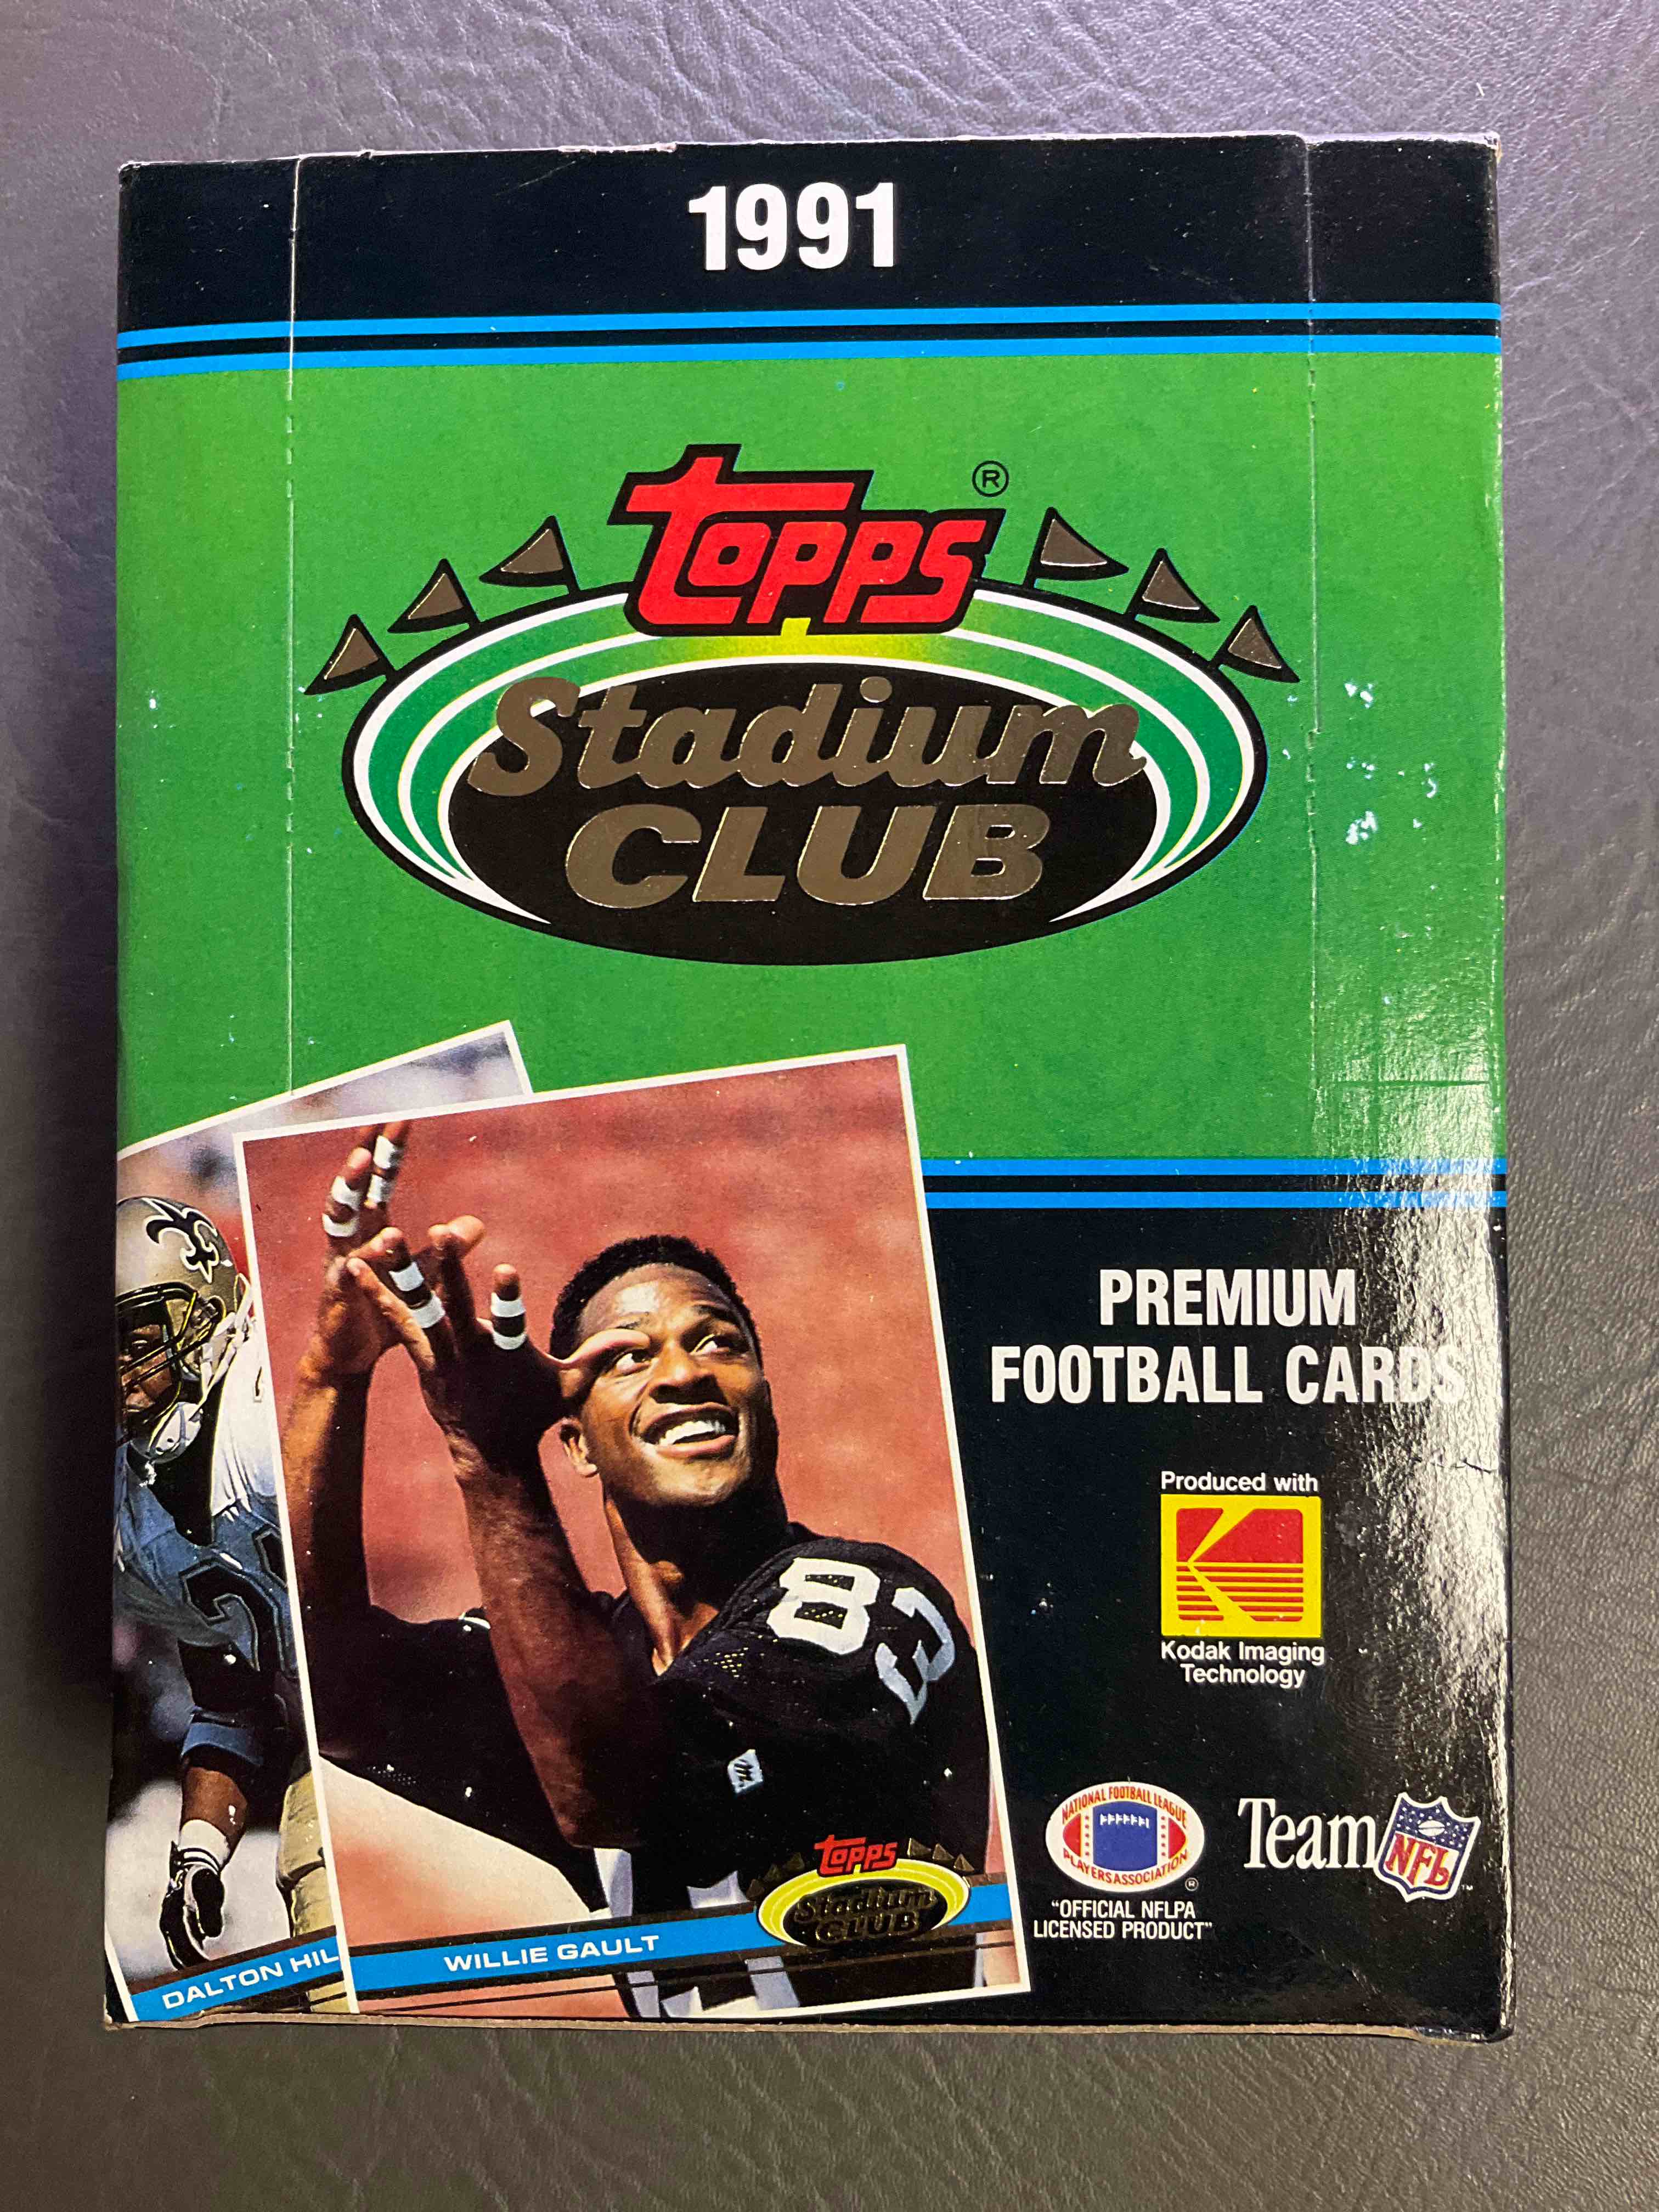 1991
Topps ®
Stadium
CLUB
PREMIUM
FOOTBALL CARDS
Produced with
K
Kodak Imaging
Technology
83
NATIONAL FOOTBALL LEAGUE
PLAYERS ASSOCIATION
®
"OFFICIAL NFLPA
LICENSED PRODUCT"
Team NFL ™
Topps
Stadium
CLUB
WILLIE GAULT
DALTON HIL